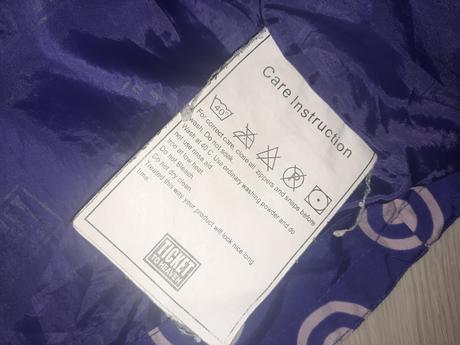 Care Instruction
40°
For correct care, close all zippers and snaps before
wash. Do not soak.
Wash at 40 C. Use ordinary washing powder and do
not use rinse aid
Iron at low heat.
Do not Bleach
Do not dry clean.
Treated this way your product will look nice long
time.
TICKET
TO HEAVEN